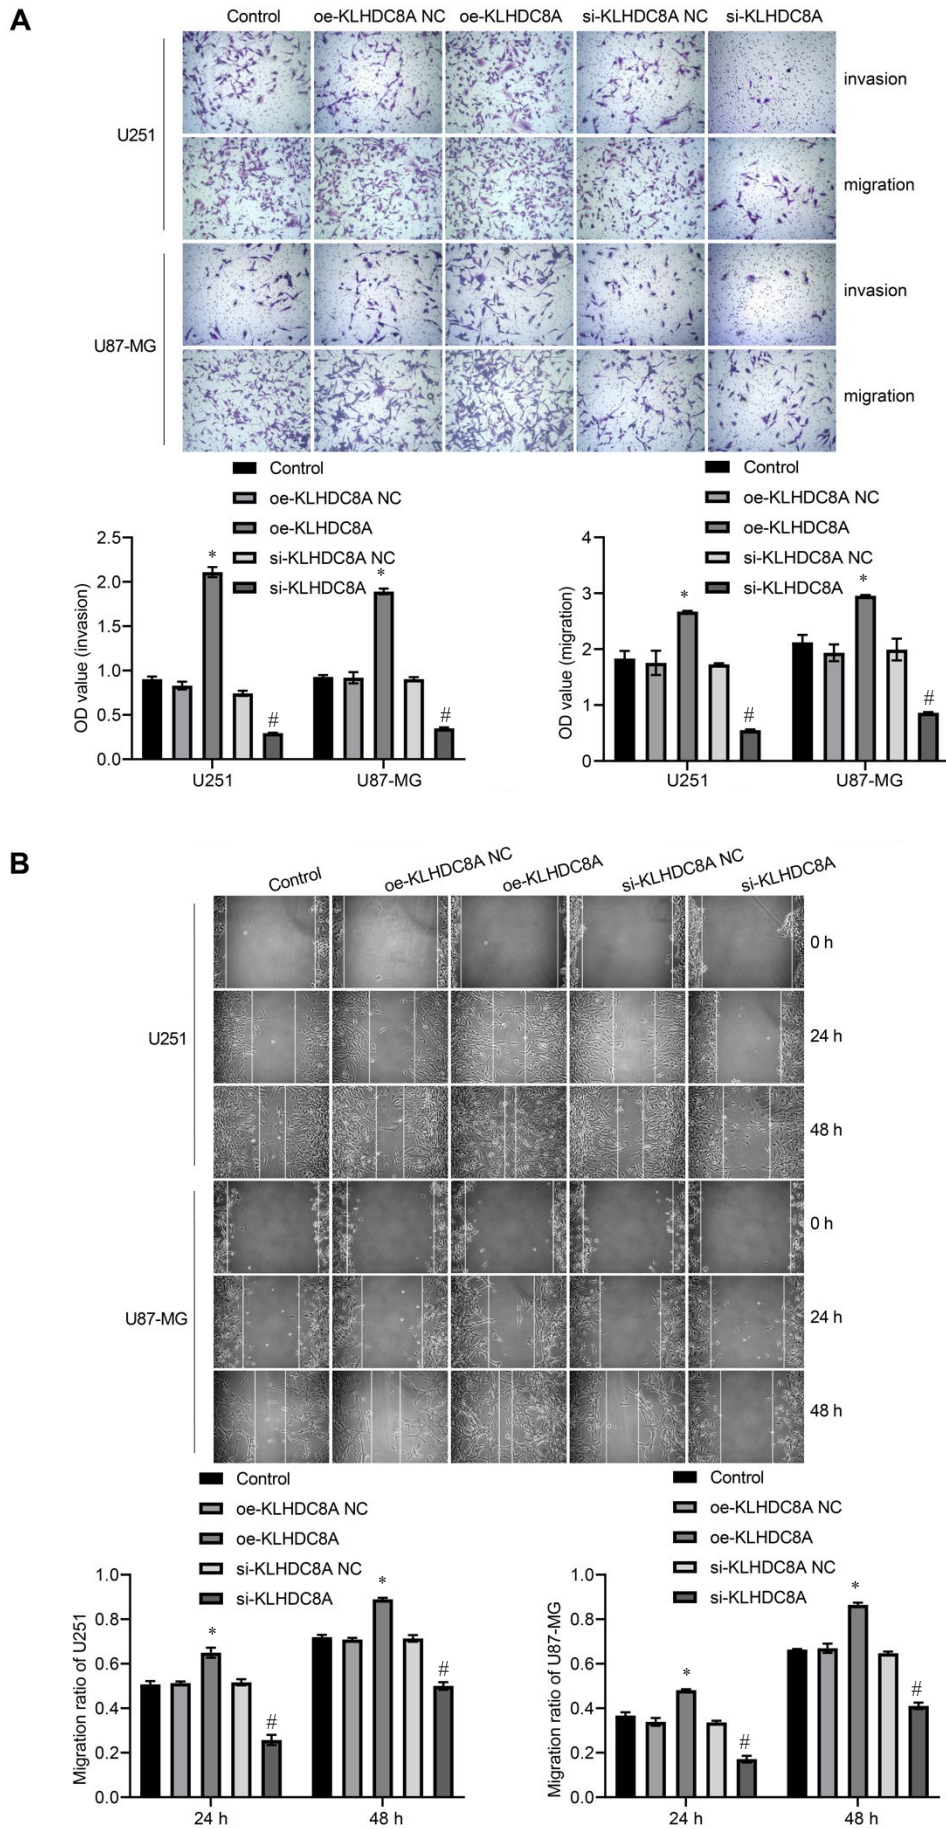 A
Control oe-KLHDC8A NC oe-KLHDC8A si-KLHDC8A NC si-KLHDC8A
U251
invasion
migration
U87-MG
invasion
migration
Control
oe-KLHDC8A NC
oe-KLHDC8A
si-KLHDC8A NC
si-KLHDC8A
OD value (invasion)
2.5
2.0
1.5
1.0
0.5
0.0
* # * #
U251 U87-MG
Control
oe-KLHDC8A NC
oe-KLHDC8A
si-KLHDC8A NC
si-KLHDC8A
OD value (migration)
4
3
2
1
0
* # * #
U251 U87-MG
B
Control oe-KLHDC8A NC oe-KLHDC8A si-KLHDC8A NC si-KLHDC8A
U251
0 h
24 h
48 h
U87-MG
0 h
24 h
48 h
Control
oe-KLHDC8A NC
oe-KLHDC8A
si-KLHDC8A NC
si-KLHDC8A
Migration ratio of U251
1.0
0.8
0.6
0.4
0.2
0.0
* # * #
24 h 48 h
Control
oe-KLHDC8A NC
oe-KLHDC8A
si-KLHDC8A NC
si-KLHDC8A
Migration ratio of U87-MG
1.0
0.8
0.6
0.4
0.2
0.0
* # * #
24 h 48 h